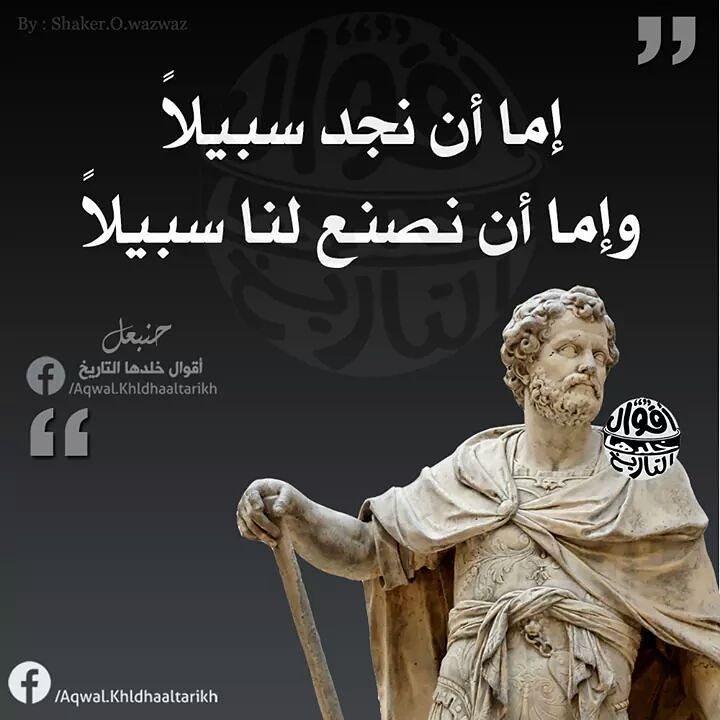 By : Shaker.O.wazwaz
إما أن نجد سبيلاً
وإما أن نصنع لنا سبيلاً
حنبعل
أقوال خلدها التاريخ
/Aqwal.Khldhaaltarikh
أقوال
خلدها
التاريخ
/Aqwal.Khldhaaltarikh